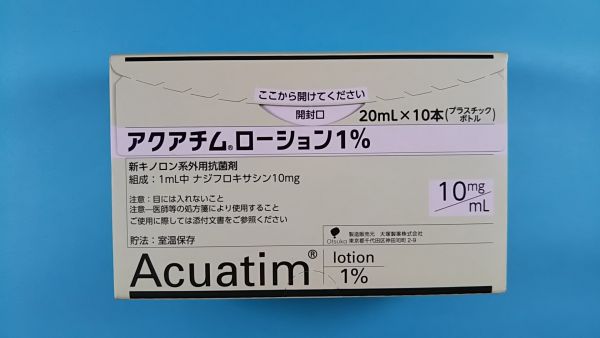 ここから開けてください
開封口
20mL×10本(プラスチックボトル)
アクアチム®ローション1%
新キノロン系外用抗菌剤
組成：1mL中 ナジフロキサシン10mg
10mg/mL
注意：目には入れないこと
注意－医師等の処方箋により使用すること
ご使用に際しては添付文書をご参照ください
貯法：室温保存
Otsuka
製造販売元 大塚製薬株式会社
東京都千代田区神田司町 2-9
Acuatim®
lotion
1%